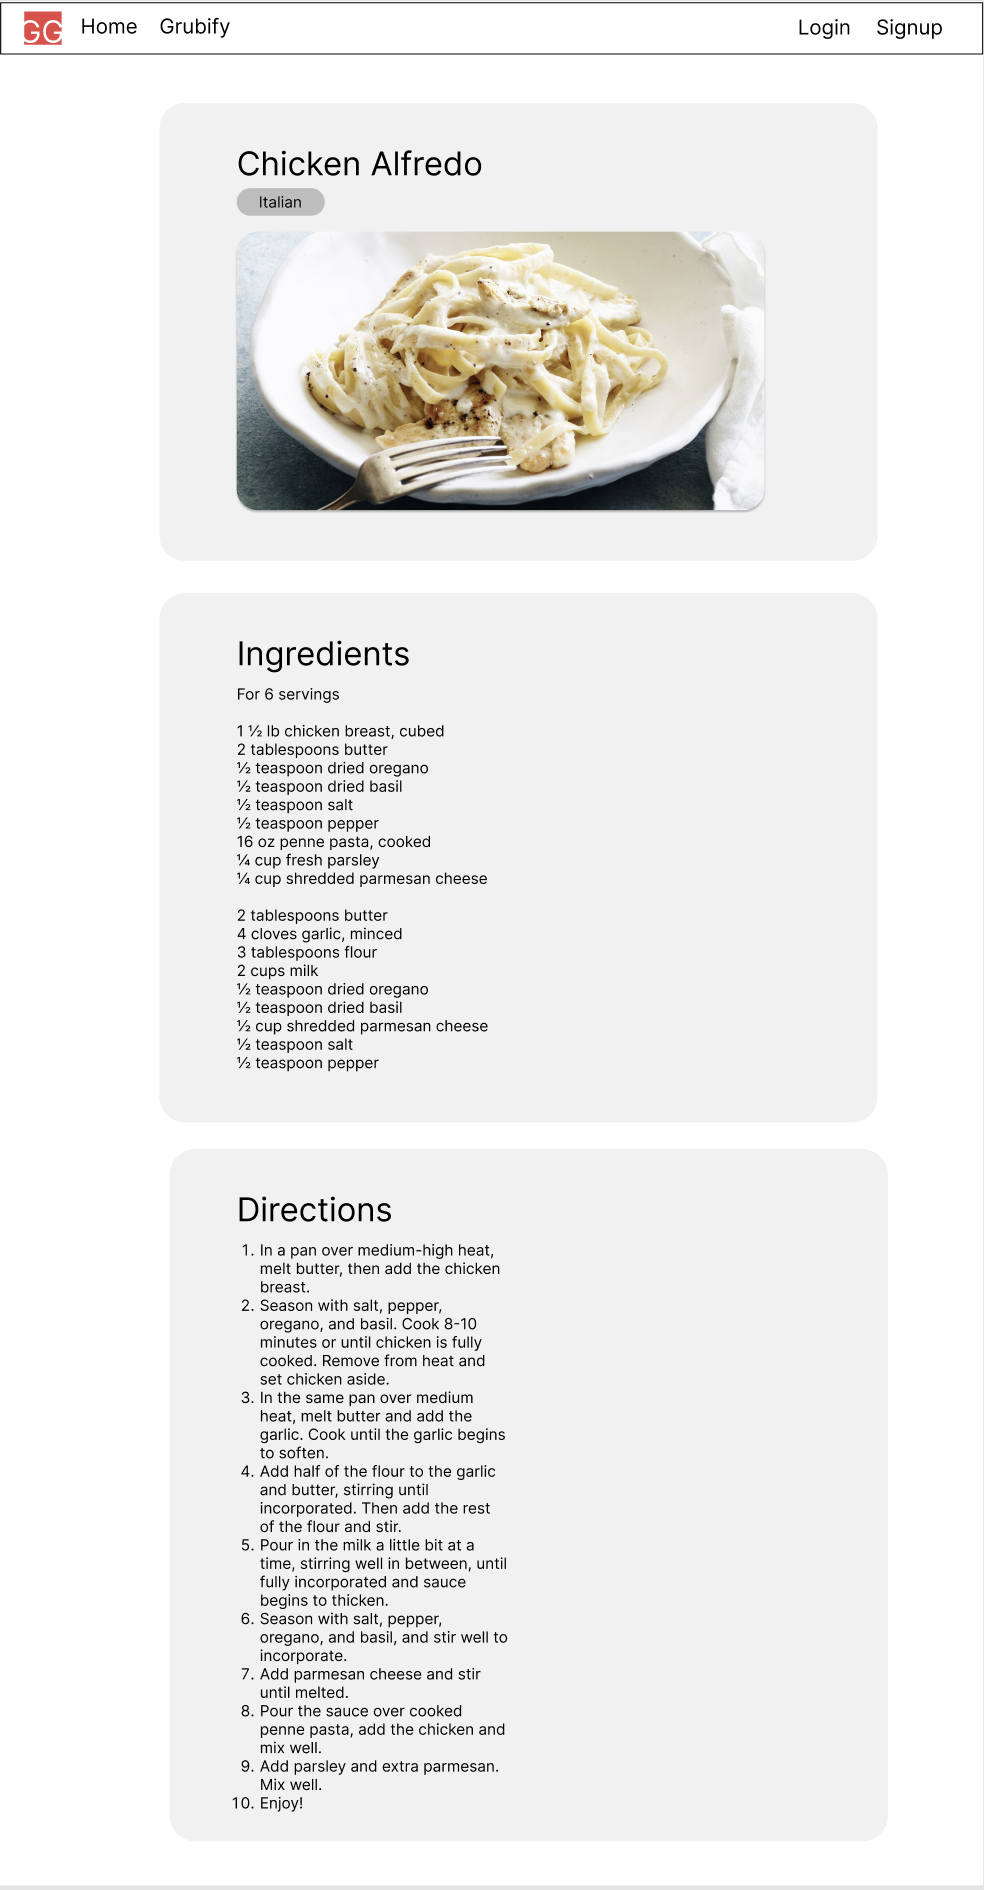 GG Home Grubify Login Signup
Chicken Alfredo
Italian
Ingredients
For 6 servings
1 ½ lb chicken breast, cubed
2 tablespoons butter
½ teaspoon dried oregano
½ teaspoon dried basil
½ teaspoon salt
½ teaspoon pepper
16 oz penne pasta, cooked
¼ cup fresh parsley
¼ cup shredded parmesan cheese
2 tablespoons butter
4 cloves garlic, minced
3 tablespoons flour
2 cups milk
½ teaspoon dried oregano
½ teaspoon dried basil
½ cup shredded parmesan cheese
½ teaspoon salt
½ teaspoon pepper
Directions
1. In a pan over medium-high heat,
melt butter, then add the chicken
breast.
2. Season with salt, pepper,
oregano, and basil. Cook 8-10
minutes or until chicken is fully
cooked. Remove from heat and
set chicken aside.
3. In the same pan over medium
heat, melt butter and add the
garlic. Cook until the garlic begins
to soften.
4. Add half of the flour to the garlic
and butter, stirring until
incorporated. Then add the rest
of the flour and stir.
5. Pour in the milk a little bit at a
time, stirring well in between, until
fully incorporated and sauce
begins to thicken.
6. Season with salt, pepper,
oregano, and basil, and stir well to
incorporate.
7. Add parmesan cheese and stir
until melted.
8. Pour the sauce over cooked
penne pasta, add the chicken and
mix well.
9. Add parsley and extra parmesan.
Mix well.
10. Enjoy!